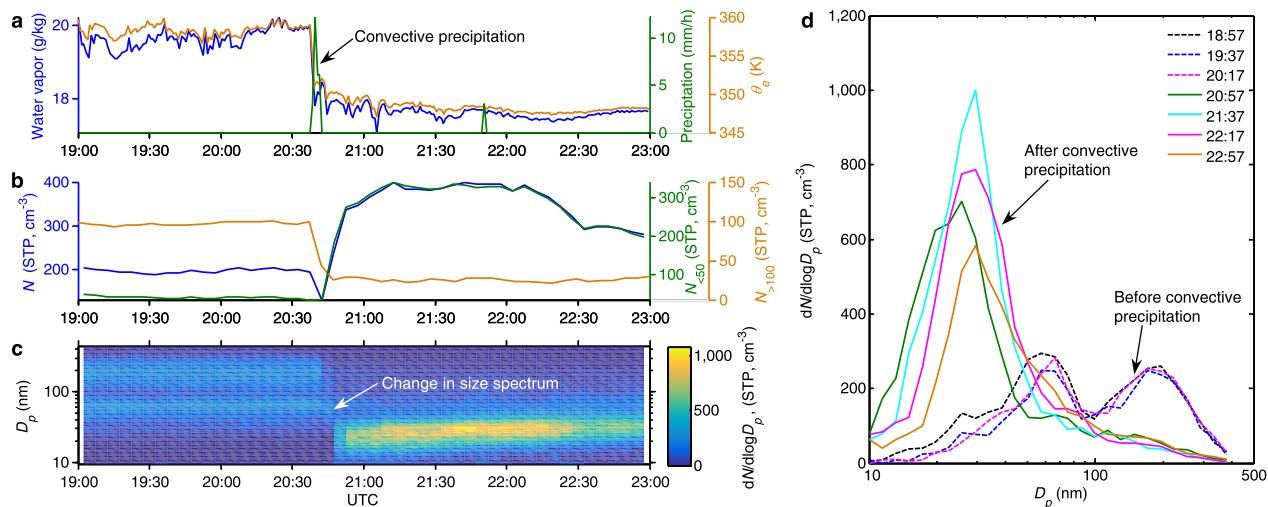 a
Water vapor (g/kg)
20
18
Convective precipitation
10
5
0
Preciptation (mm/h)
360
355
350
345
θe (K)
19:00 19:30 20:00 20:30 21:00 21:30 22:00 22:30 23:00
b
N (STP, cm-3)
400
300
200
300
200
100
0
N<50 (STP, cm-3)
150
100
50
0
N>100 (STP, cm-3)
19:00 19:30 20:00 20:30 21:00 21:30 22:00 22:30 23:00
c
Dp (nm)
100
10
Change in size spectrum
1,000
500
0
dN/dlogDp, (STP, cm-3)
19:00 19:30 20:00 20:30 21:00 21:30 22:00 22:30 23:00
UTC
d
dN/dlogDp (STP, cm-3)
1,200
1,000
800
600
400
200
0
18:57
19:37
20:17
20:57
21:37
22:17
22:57
After convective
precipitation
Before convective
precipitation
10 100 500
Dp (nm)